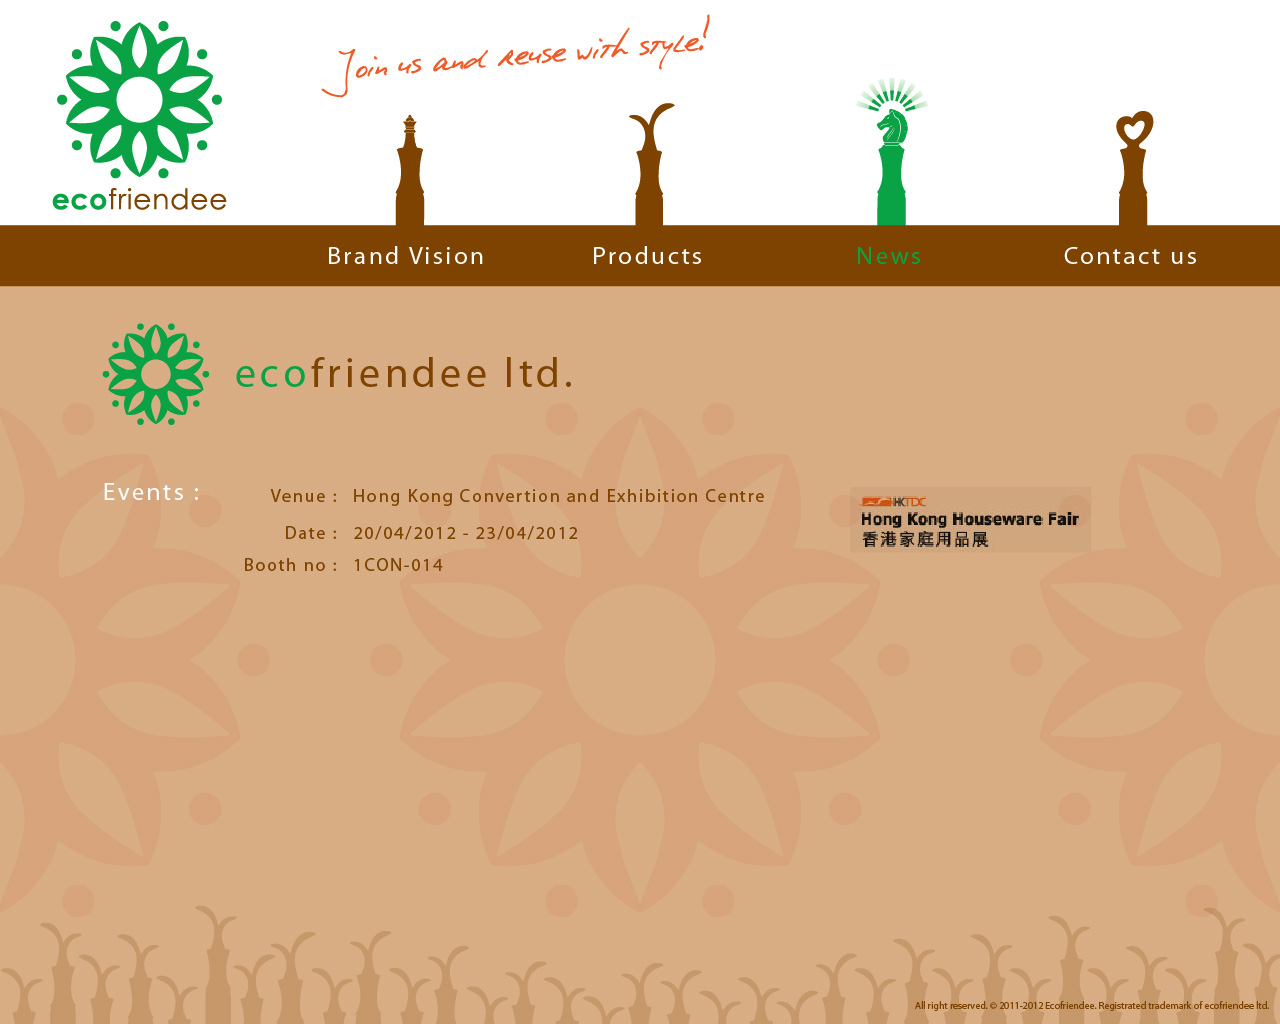 Join us and reuse with style!
ecofriendee
Brand Vision
Products
News
Contact us
ecofriendee ltd.
Events :
Venue : Hong Kong Convertion and Exhibition Centre
Date : 20/04/2012 - 23/04/2012
Booth no : 1CON-014
HKTDC
Hong Kong Houseware Fair
香港家庭用品展
All right reserved. © 2011-2012 Ecofriendee. Registrated trademark of ecofriendee ltd.